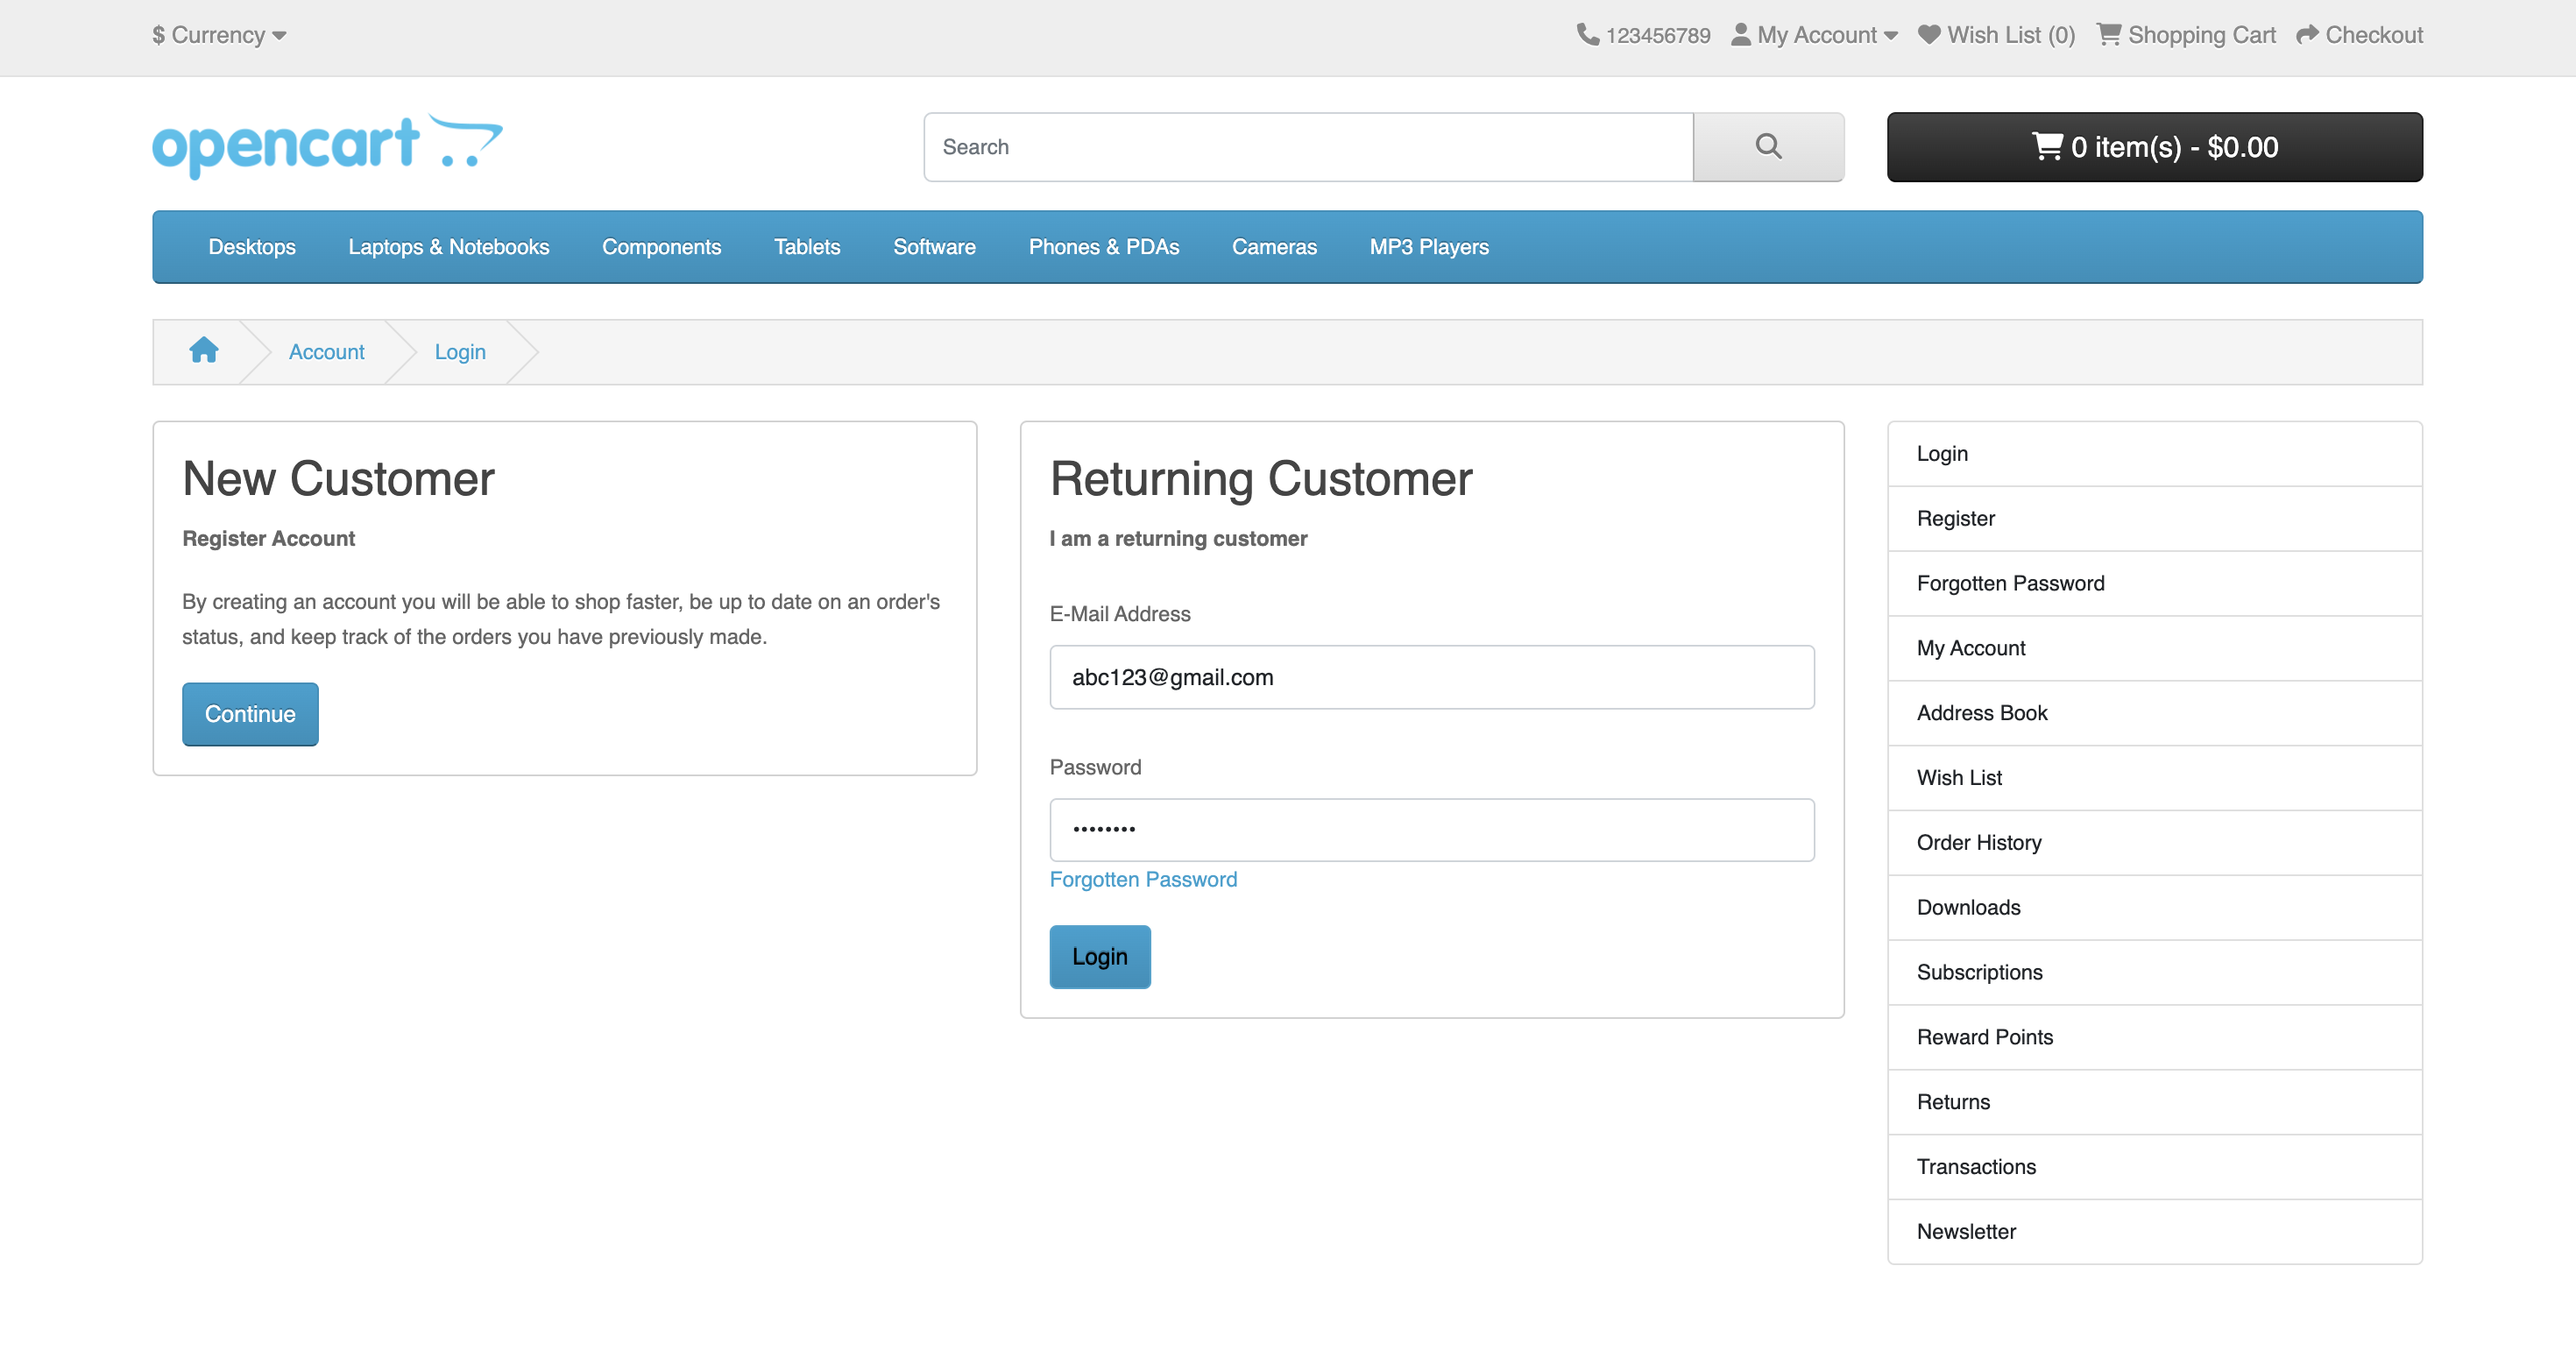 $ Currency
123456789 My Account Wish List (0) Shopping Cart Checkout
opencart
Search
0 item(s) - $0.00
Desktops Laptops & Notebooks Components Tablets Software Phones & PDAs Cameras MP3 Players
Account Login
New Customer
Register Account
By creating an account you will be able to shop faster, be up to date on an order's
status, and keep track of the orders you have previously made.
Continue
Returning Customer
I am a returning customer
E-Mail Address
abc123@gmail.com
Password
••••••••
Forgotten Password
Login
Login
Register
Forgotten Password
My Account
Address Book
Wish List
Order History
Downloads
Subscriptions
Reward Points
Returns
Transactions
Newsletter